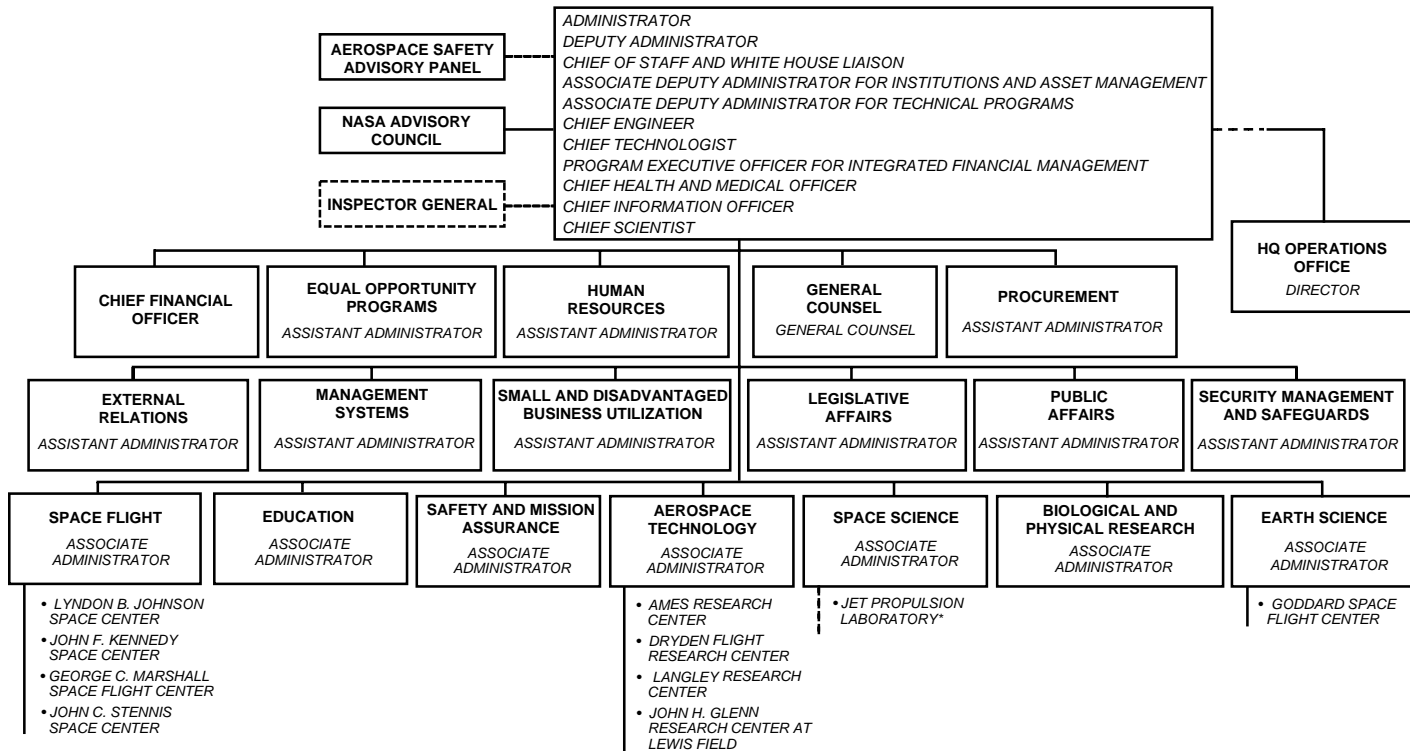 AEROSPACE SAFETY
ADVISORY PANEL
NASA ADVISORY
COUNCIL
INSPECTOR GENERAL
ADMINISTRATOR
DEPUTY ADMINISTRATOR
CHIEF OF STAFF AND WHITE HOUSE LIAISON
ASSOCIATE DEPUTY ADMINISTRATOR FOR INSTITUTIONS AND ASSET MANAGEMENT
ASSOCIATE DEPUTY ADMINISTRATOR FOR TECHNICAL PROGRAMS
CHIEF ENGINEER
CHIEF TECHNOLOGIST
PROGRAM EXECUTIVE OFFICER FOR INTEGRATED FINANCIAL MANAGEMENT
CHIEF HEALTH AND MEDICAL OFFICER
CHIEF INFORMATION OFFICER
CHIEF SCIENTIST
HQ OPERATIONS
OFFICE
DIRECTOR
CHIEF FINANCIAL
OFFICER
EQUAL OPPORTUNITY
PROGRAMS
ASSISTANT ADMINISTRATOR
HUMAN
RESOURCES
ASSISTANT ADMINISTRATOR
GENERAL
COUNSEL
GENERAL COUNSEL
PROCUREMENT
ASSISTANT ADMINISTRATOR
EXTERNAL
RELATIONS
ASSISTANT ADMINISTRATOR
MANAGEMENT
SYSTEMS
ASSISTANT ADMINISTRATOR
SMALL AND DISADVANTAGED
BUSINESS UTILIZATION
ASSISTANT ADMINISTRATOR
LEGISLATIVE
AFFAIRS
ASSISTANT ADMINISTRATOR
PUBLIC
AFFAIRS
ASSISTANT ADMINISTRATOR
SECURITY MANAGEMENT
AND SAFEGUARDS
ASSISTANT ADMINISTRATOR
SPACE FLIGHT
ASSOCIATE
ADMINISTRATOR
• LYNDON B. JOHNSON
SPACE CENTER
• JOHN F. KENNEDY
SPACE CENTER
• GEORGE C. MARSHALL
SPACE FLIGHT CENTER
• JOHN C. STENNIS
SPACE CENTER
EDUCATION
ASSOCIATE
ADMINISTRATOR
SAFETY AND MISSION
ASSURANCE
ASSOCIATE
ADMINISTRATOR
AEROSPACE
TECHNOLOGY
ASSOCIATE
ADMINISTRATOR
• AMES RESEARCH
CENTER
• DRYDEN FLIGHT
RESEARCH CENTER
• LANGLEY RESEARCH
CENTER
• JOHN H. GLENN
RESEARCH CENTER AT
LEWIS FIELD
SPACE SCIENCE
ASSOCIATE
ADMINISTRATOR
• JET PROPULSION
LABORATORY*
BIOLOGICAL AND
PHYSICAL RESEARCH
ASSOCIATE
ADMINISTRATOR
EARTH SCIENCE
ASSOCIATE
ADMINISTRATOR
• GODDARD SPACE
FLIGHT CENTER